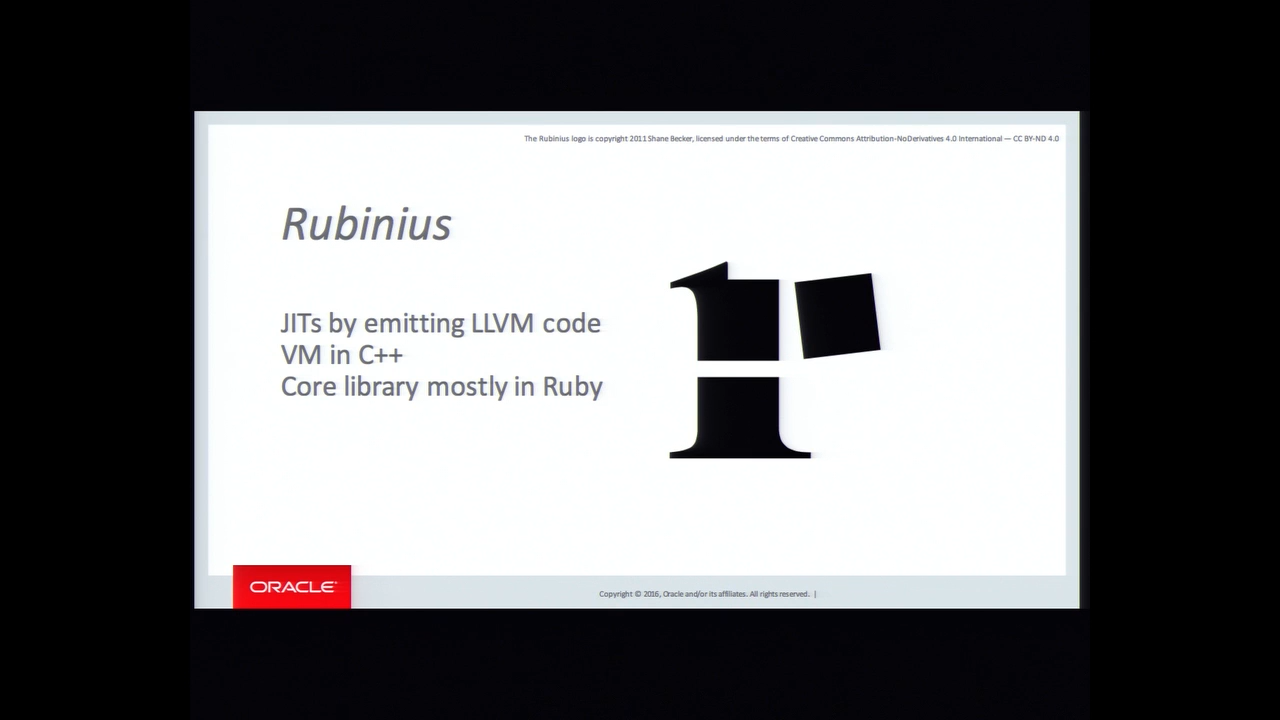 The Rubinius logo is copyright 2011 Shane Becker, licensed under the terms of Creative Commons Attribution-NoDerivatives 4.0 International — CC BY-ND 4.0
Rubinius
JITs by emitting LLVM code
VM in C++
Core library mostly in Ruby
r
ORACLE®
Copyright © 2016, Oracle and/or its affiliates. All rights reserved. |